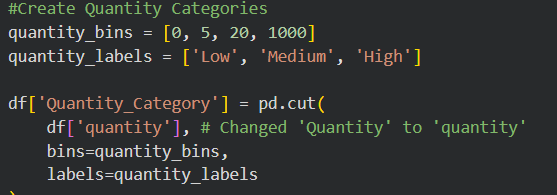 #Create Quantity Categories
quantity_bins = [0, 5, 20, 1000]
quantity_labels = ['Low', 'Medium', 'High']

df['Quantity_Category'] = pd.cut(
    df['quantity'], # Changed 'Quantity' to 'quantity'
    bins=quantity_bins,
    labels=quantity_labels
)